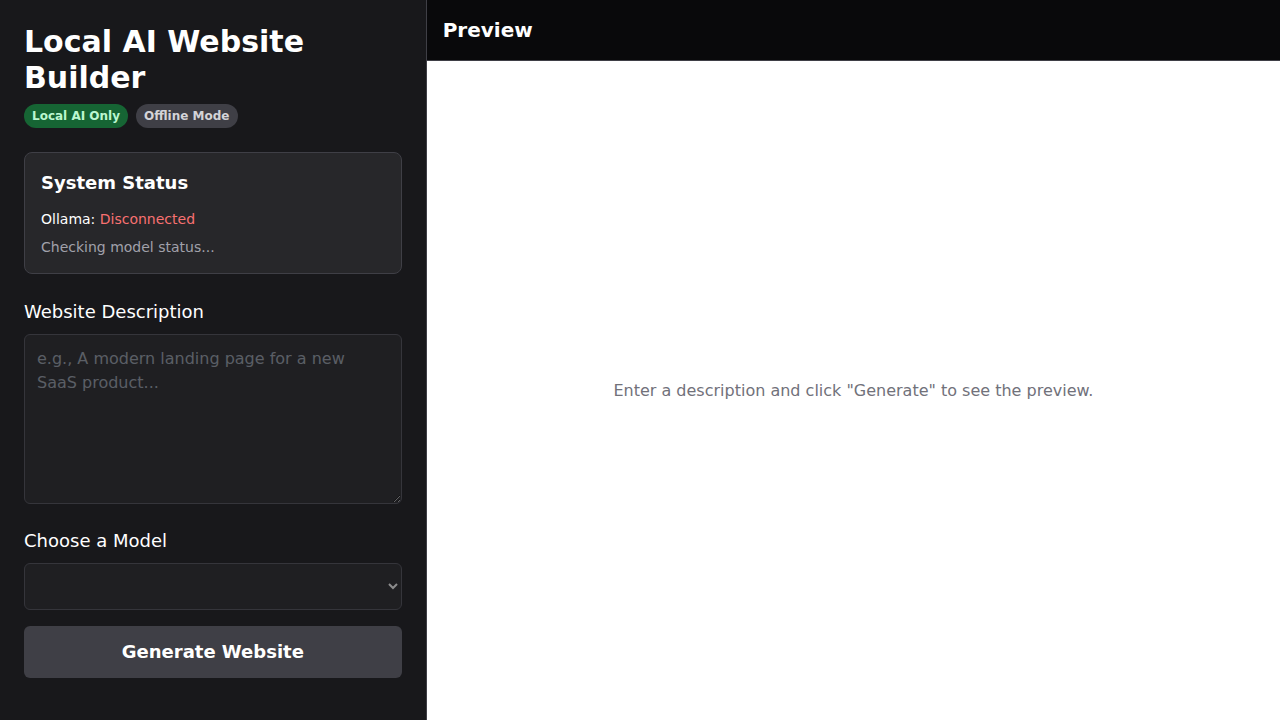 Local AI Website
Builder
Local AI Only
Offline Mode
System Status
Ollama: Disconnected
Checking model status...
Website Description
e.g., A modern landing page for a new
SaaS product...
Choose a Model
Generate Website
Preview
Enter a description and click "Generate" to see the preview.